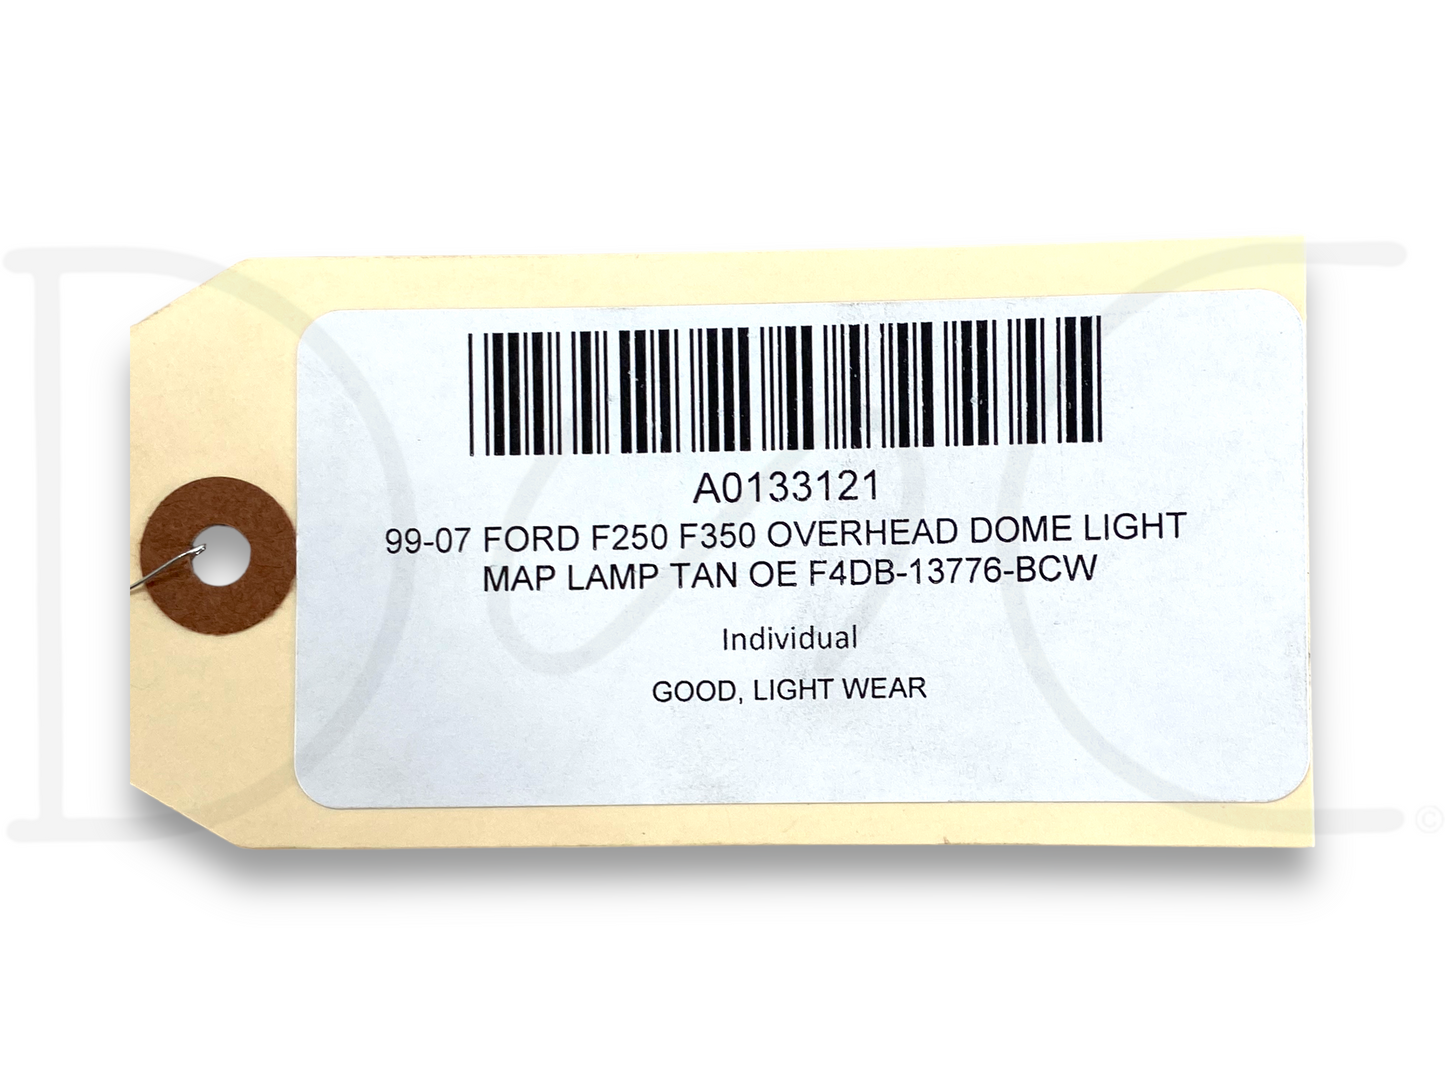 A0133121
99-07 FORD F250 F350 OVERHEAD DOME LIGHT
MAP LAMP TAN OE F4DB-13776-BCW
Individual
GOOD, LIGHT WEAR
©